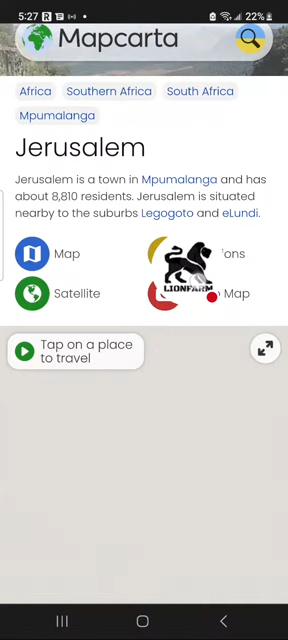 5:27
22%
Mapcarta
Africa
Southern Africa
South Africa
Mpumalanga
Jerusalem
Jerusalem is a town in Mpumalanga and has
about 8,810 residents. Jerusalem is situated
nearby to the suburbs Legogoto and eLundi.
Map
LIONFARM
Satellite
Map
Tap on a place
to travel